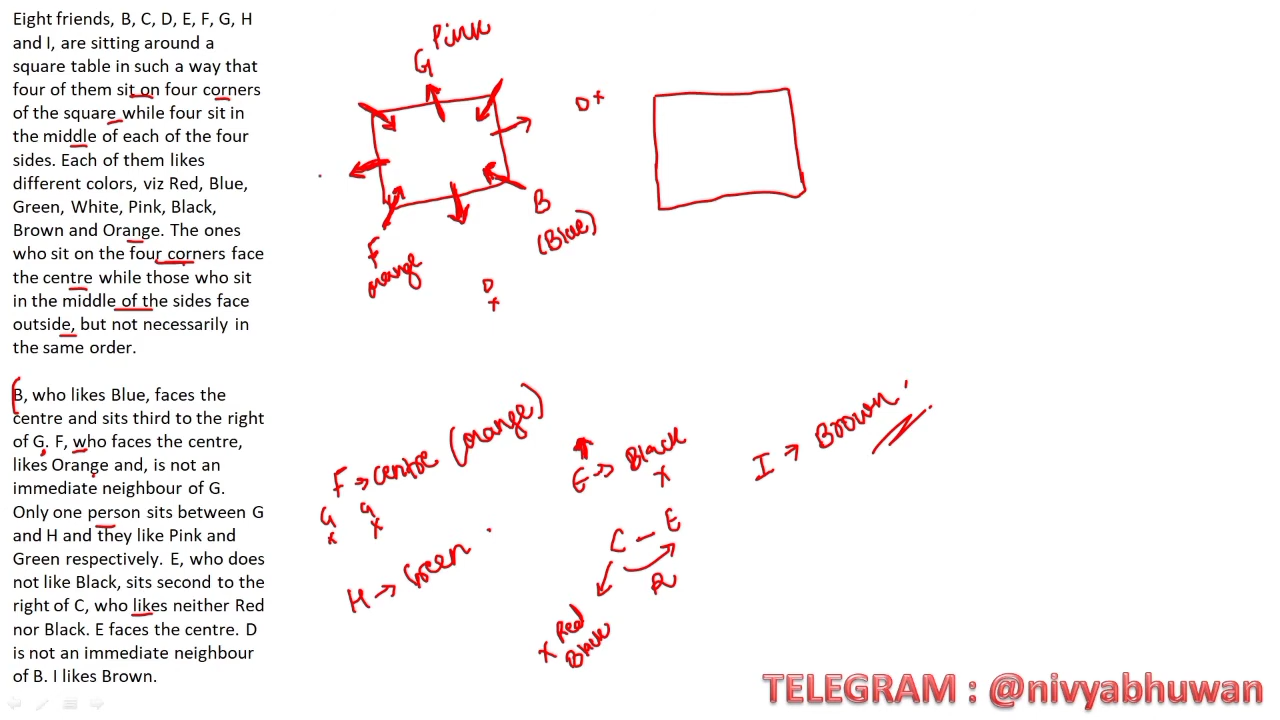 Eight friends, B, C, D, E, F, G, H
and I, are sitting around a
square table in such a way that
four of them sit on four corners
of the square while four sit in
the middle of each of the four
sides. Each of them likes
different colors, viz Red, Blue,
Green, White, Pink, Black,
Brown and Orange. The ones
who sit on the four corners face
the centre while those who sit
in the middle of the sides face
outside, but not necessarily in
the same order.
B, who likes Blue, faces the
centre and sits third to the right
of G. F, who faces the centre,
likes Orange and, is not an
immediate neighbour of G.
Only one person sits between G
and H and they like Pink and
Green respectively. E, who does
not like Black, sits second to the
right of C, who likes neither Red
nor Black. E faces the centre. D
is not an immediate neighbour
of B. I likes Brown.
Pink
G
D x
B
(Blue)
F
orange
D
x
F → centre (orange)
G G
x x
H → Green
E → Black
x
C - E
R
x Red
Black
I → Brown
TELEGRAM : @nivyabhuwan